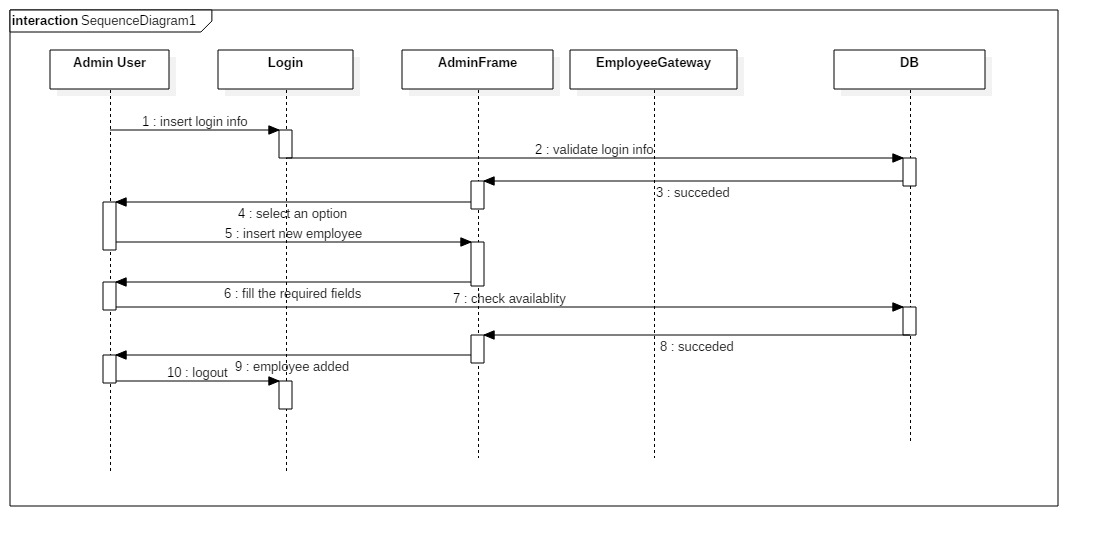 interaction SequenceDiagram1
Admin User
Login
AdminFrame
EmployeeGateway
DB
1 : insert login info
2 : validate login info
3 : succeded
4 : select an option
5 : insert new employee
6 : fill the required fields
7 : check availablity
8 : succeded
9 : employee added
10 : logout